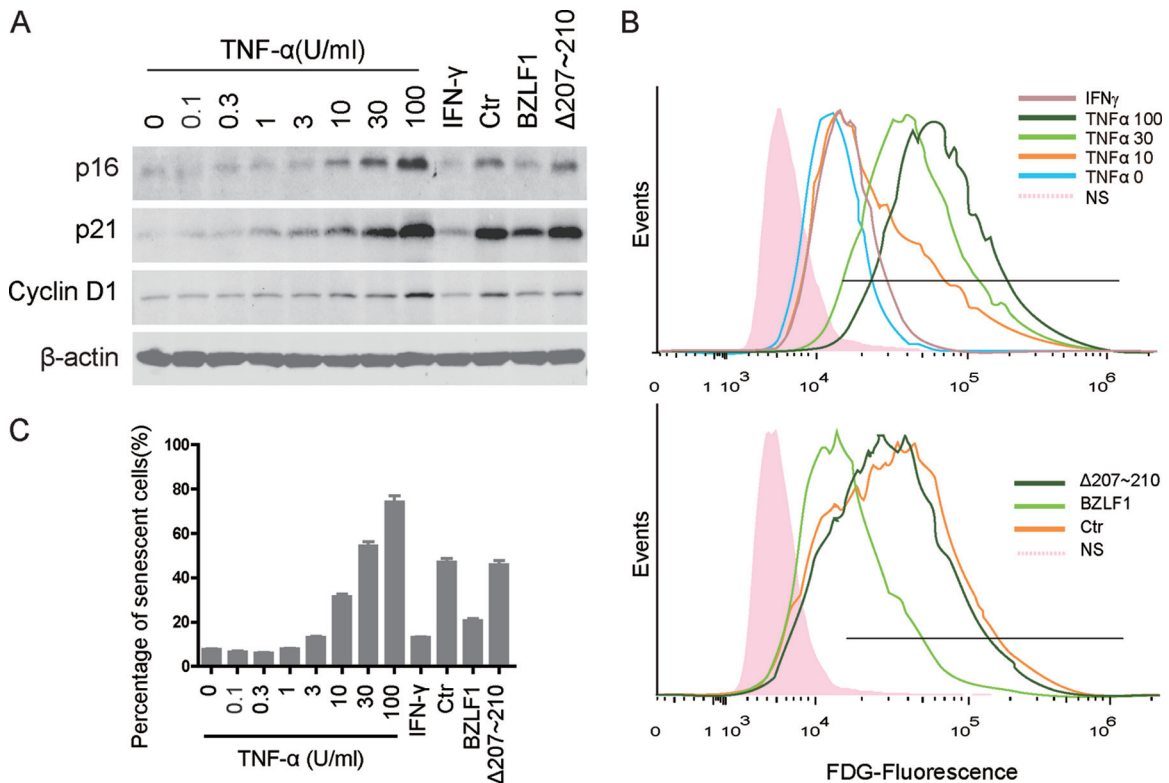 A
TNF-α(U/ml)
0 0.1 0.3 1 3 10 30 100 IFN-γ Ctr BZLF1 Δ207~210
p16
p21
Cyclin D1
β-actin
B
Events
IFNγ
TNFα 100
TNFα 30
TNFα 10
TNFα 0
NS
0 1 10³ 10⁴ 10⁵ 10⁶
Events
Δ207~210
BZLF1
Ctr
NS
0 1 10³ 10⁴ 10⁵ 10⁶
FDG-Fluorescence
C
Percentage of senescent cells(%)
100
80
60
40
20
0
0 0.1 0.3 1 3 10 30 100 IFN-γ Ctr BZLF1 Δ207~210
TNF-α (U/ml)